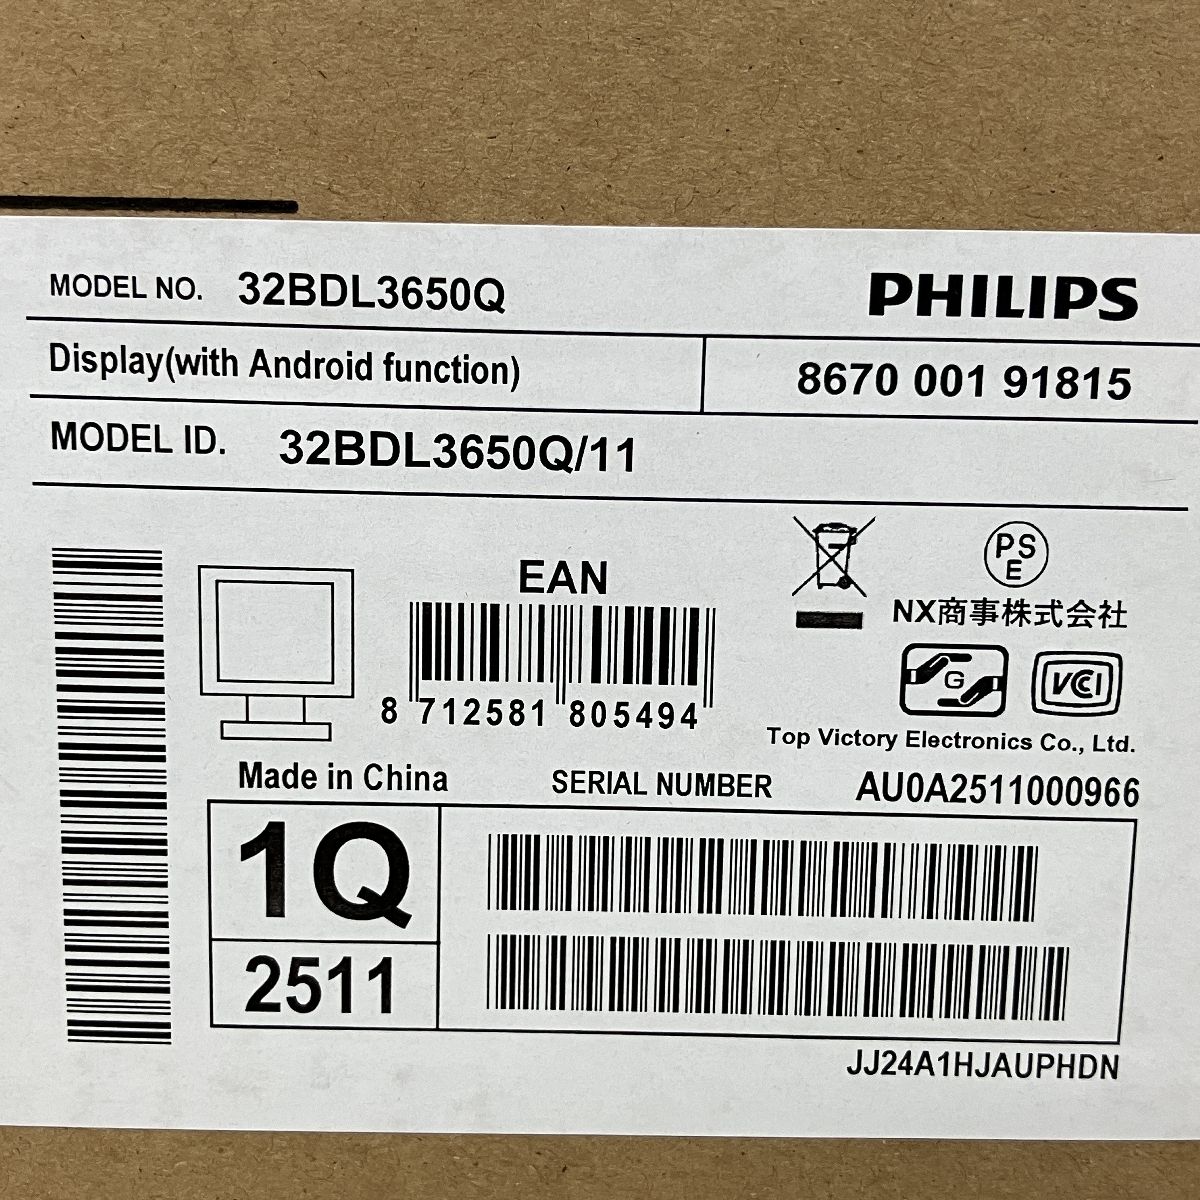 MODEL NO. 32BDL3650Q
PHILIPS
Display(with Android function)
8670 001 91815
MODEL ID. 32BDL3650Q/11
EAN
8 712581 805494
PS
E
NX商事株式会社
G
VCCI
Top Victory Electronics Co., Ltd.
Made in China
SERIAL NUMBER
AU0A2511000966
1Q
2511
JJ24A1HJAUPHDN